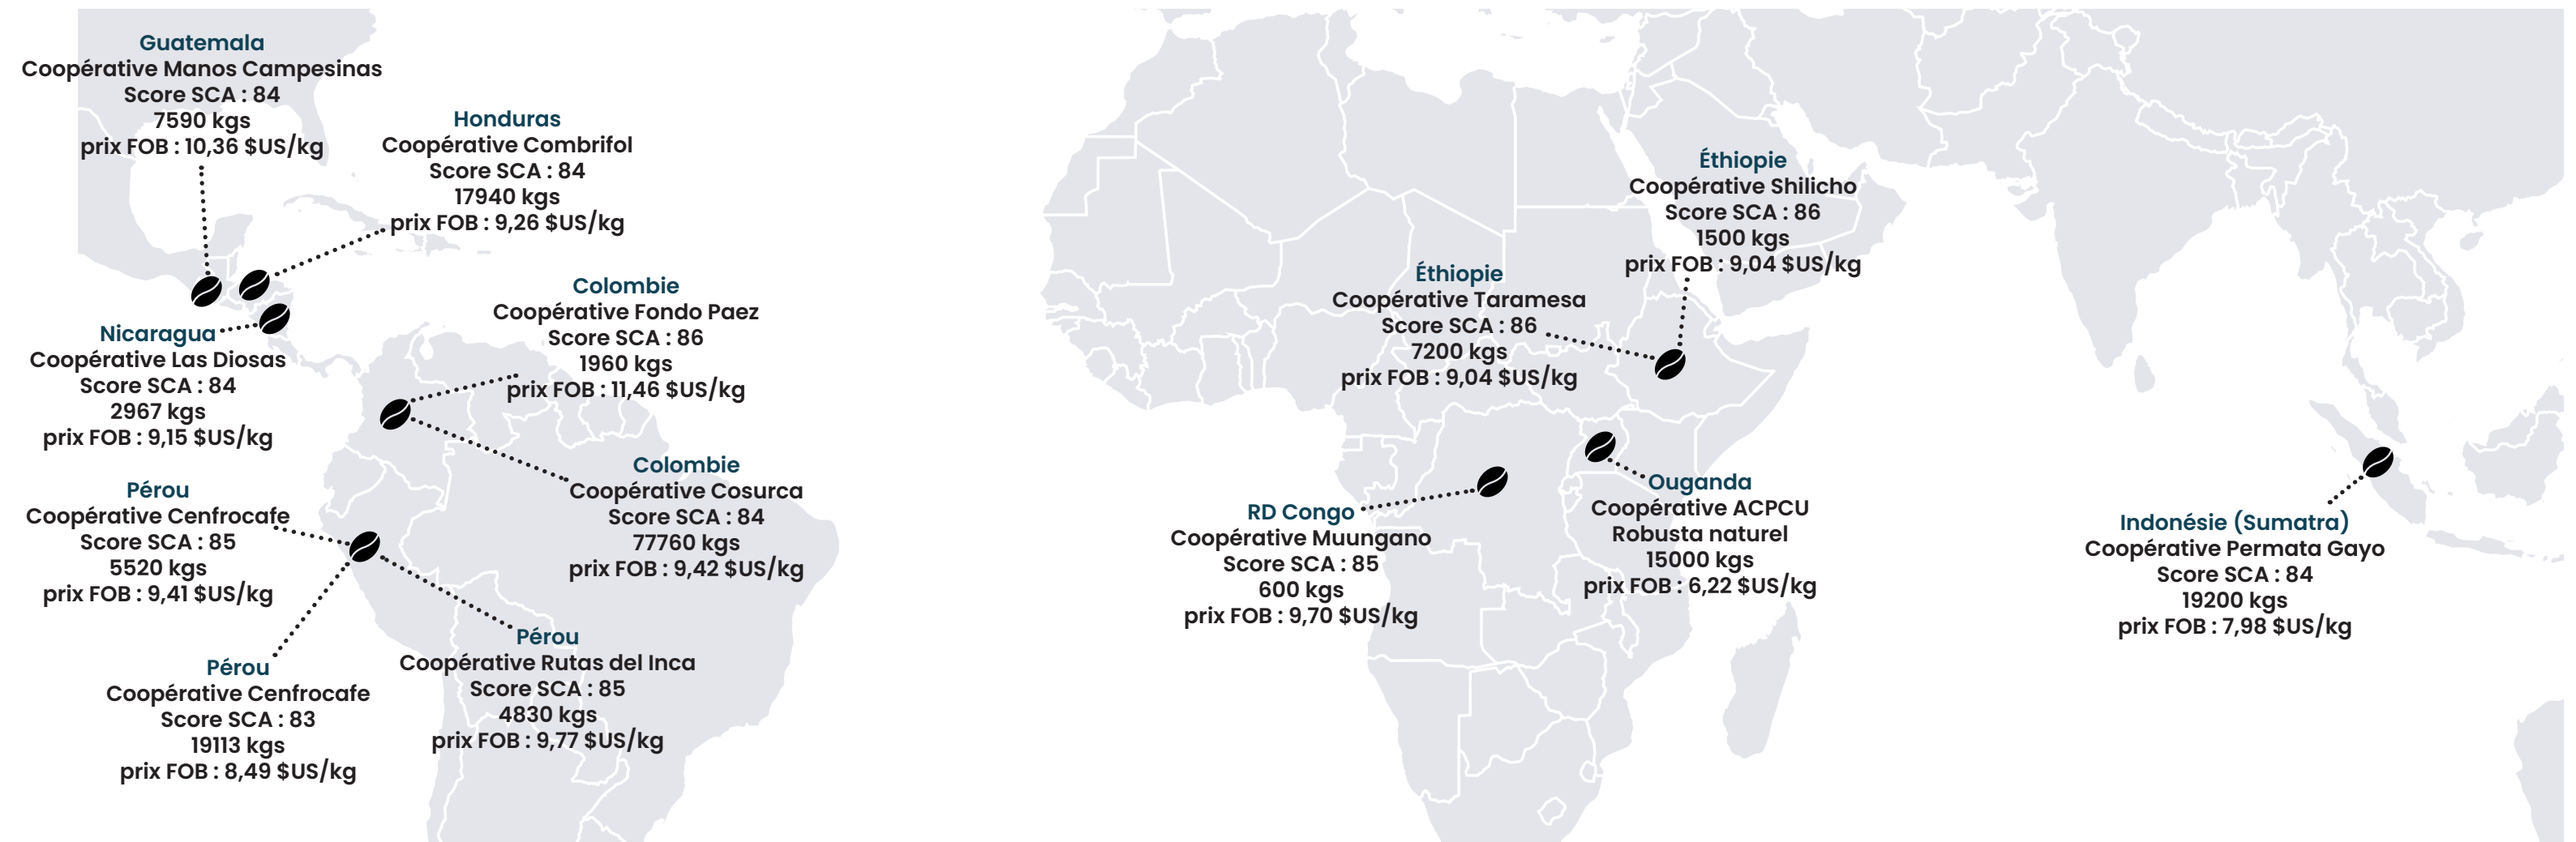 Guatemala
Coopérative Manos Campesinas
Score SCA : 84
7590 kgs
prix FOB : 10,36 $US/kg
Honduras
Coopérative Combrifol
Score SCA : 84
17940 kgs
prix FOB : 9,26 $US/kg
Nicaragua
Coopérative Las Diosas
Score SCA : 84
2967 kgs
prix FOB : 9,15 $US/kg
Colombie
Coopérative Fondo Paez
Score SCA : 86
1960 kgs
prix FOB : 11,46 $US/kg
Colombie
Coopérative Cosurca
Score SCA : 84
77760 kgs
prix FOB : 9,42 $US/kg
Pérou
Coopérative Cenfrocafe
Score SCA : 85
5520 kgs
prix FOB : 9,41 $US/kg
Pérou
Coopérative Cenfrocafe
Score SCA : 83
19113 kgs
prix FOB : 8,49 $US/kg
Pérou
Coopérative Rutas del Inca
Score SCA : 85
4830 kgs
prix FOB : 9,77 $US/kg
Éthiopie
Coopérative Shilicho
Score SCA : 86
1500 kgs
prix FOB : 9,04 $US/kg
Éthiopie
Coopérative Taramesa
Score SCA : 86
7200 kgs
prix FOB : 9,04 $US/kg
RD Congo
Coopérative Muungano
Score SCA : 85
600 kgs
prix FOB : 9,70 $US/kg
Ouganda
Coopérative ACPCU
Robusta naturel
15000 kgs
prix FOB : 6,22 $US/kg
Indonésie (Sumatra)
Coopérative Permata Gayo
Score SCA : 84
19200 kgs
prix FOB : 7,98 $US/kg